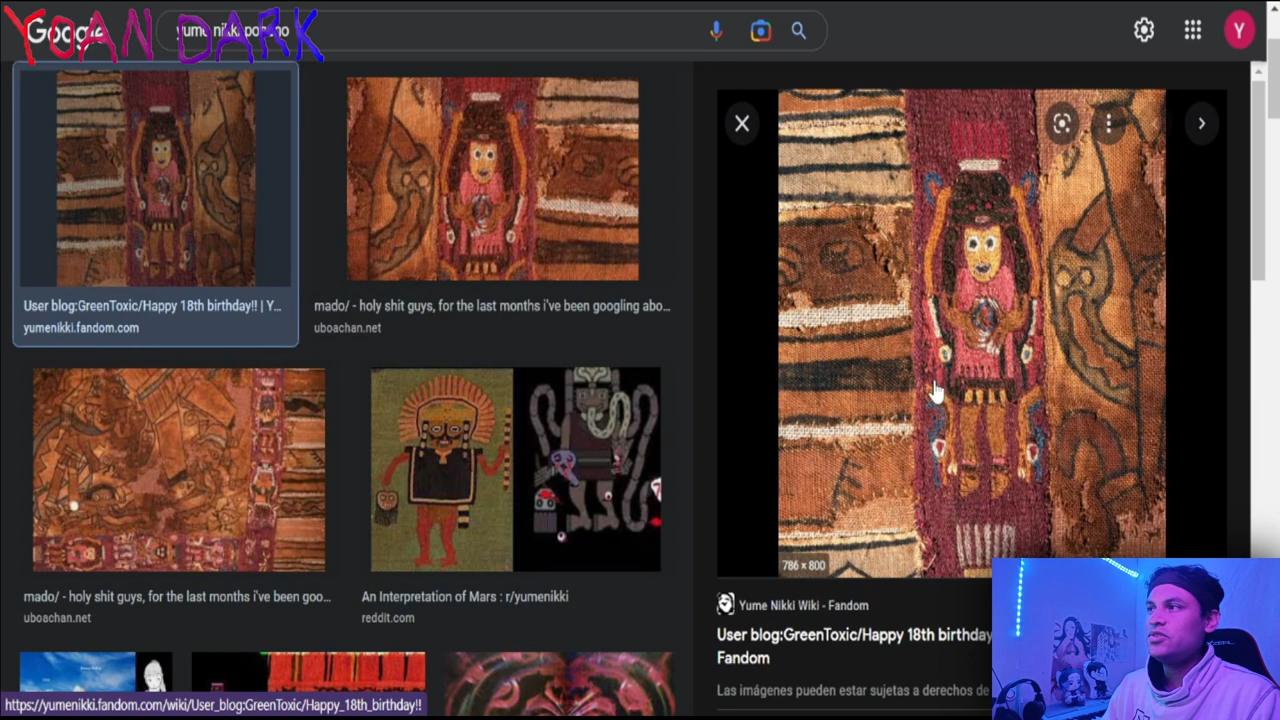 YOAN DARK
Google
yume nikki
Y
User blog:GreenToxic/Happy 18th birthday!! | Y...
yumenikki.fandom.com
mado/ - holy shit guys, for the last months i've been googling abo...
uboachan.net
mado/ - holy shit guys, for the last months i've been goo...
uboachan.net
An Interpretation of Mars : r/yumenikki
reddit.com
786 x 800
Yume Nikki Wiki - Fandom
User blog:GreenToxic/Happy 18th birthday
Fandom
Las imágenes pueden estar sujetas a derechos de
https://yumenikki.fandom.com/wiki/User_blog:GreenToxic/Happy_18th_birthday!!